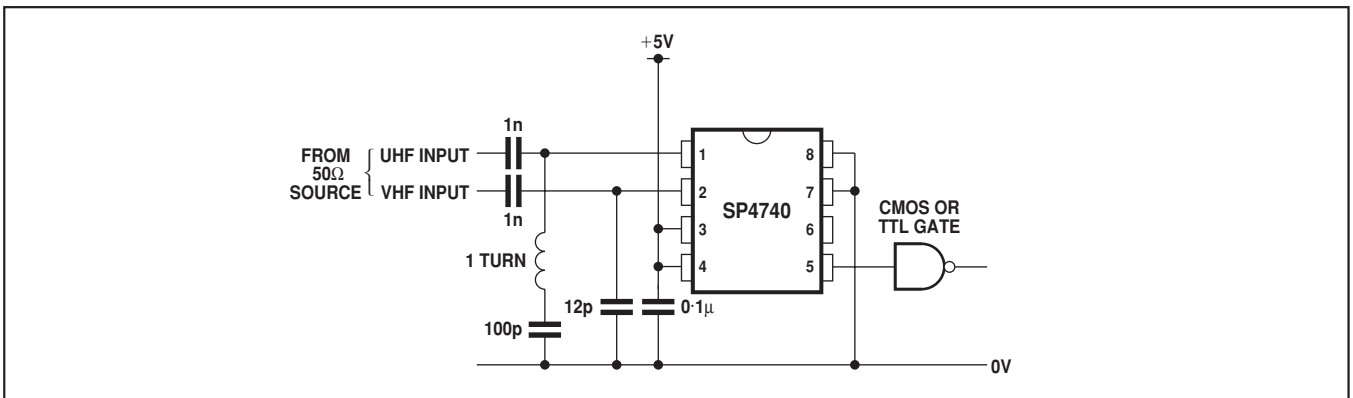 +5V
1n
FROM
50Ω
SOURCE
UHF INPUT
VHF INPUT
1n
1 TURN
100p
12p
0·1µ
1
2
3
4
SP4740
8
7
6
5
CMOS OR
TTL GATE
0V